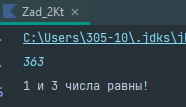 Zad_2Kt ×
C:\Users\305-10\.jdks\j
363
1 и 3 числа равны!